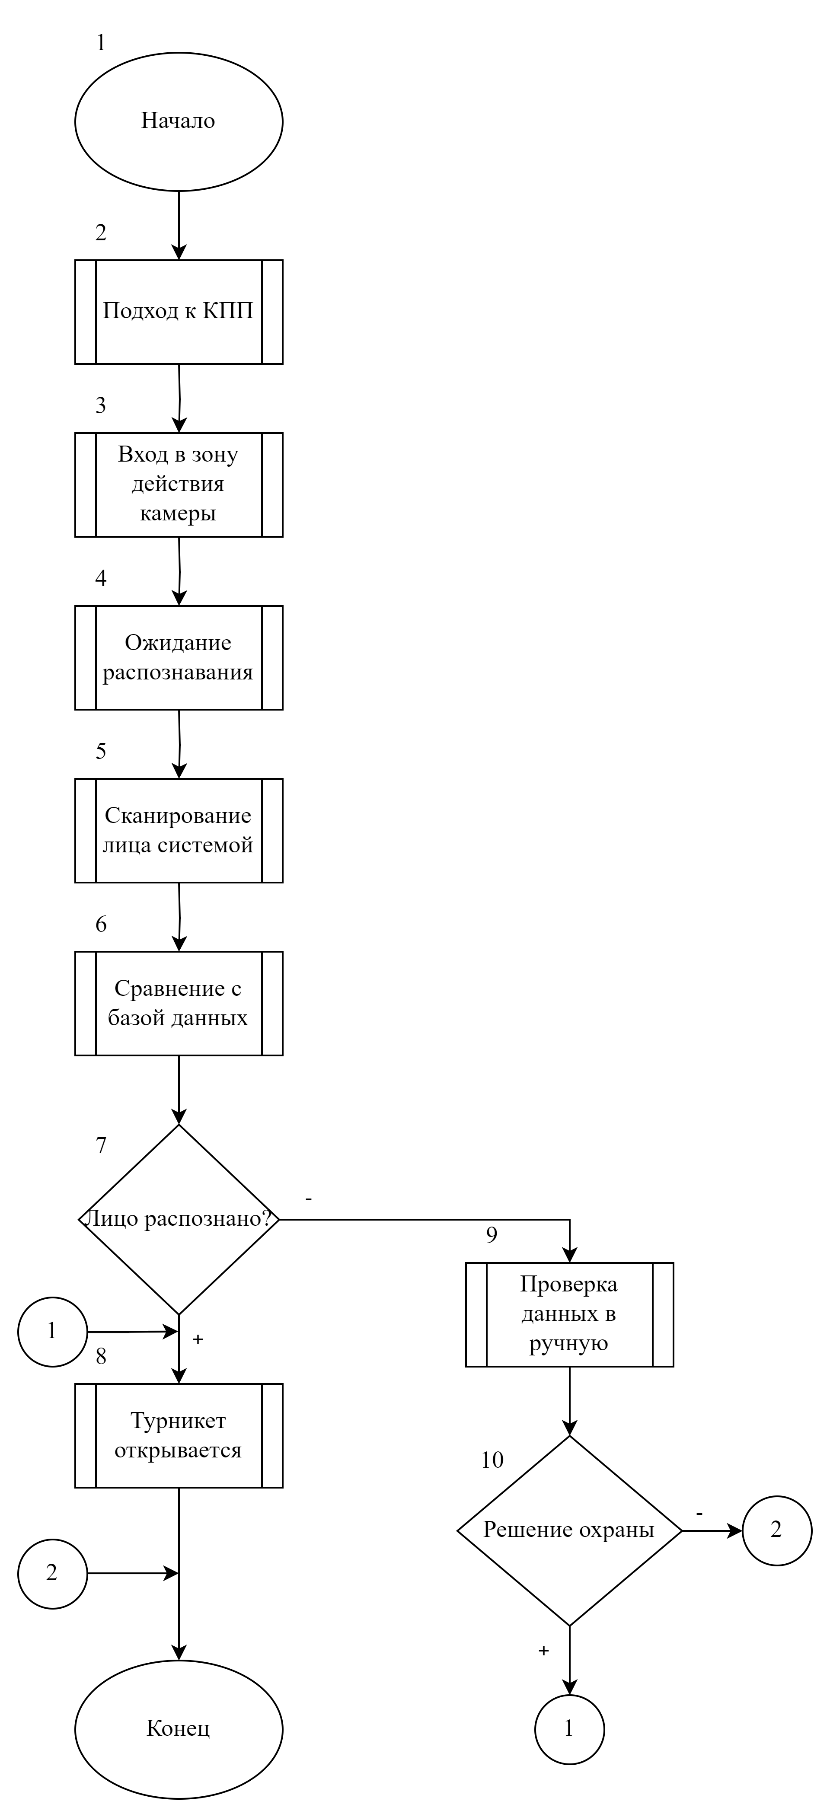 1
Начало
2
Подход к КПП
3
Вход в зону
действия
камеры
4
Ожидание
распознавания
5
Сканирование
лица системой
6
Сравнение с
базой данных
7
Лицо распознано?
-
9
Проверка
данных в
ручную
1
+
8
Турникет
открывается
10
Решение охраны
-
2
2
+
1
Конец